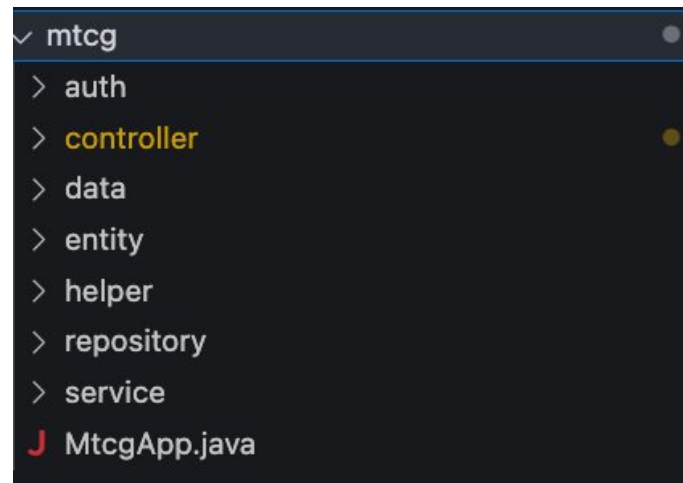 mtcg
auth
controller
data
entity
helper
repository
service
J MtcgApp.java